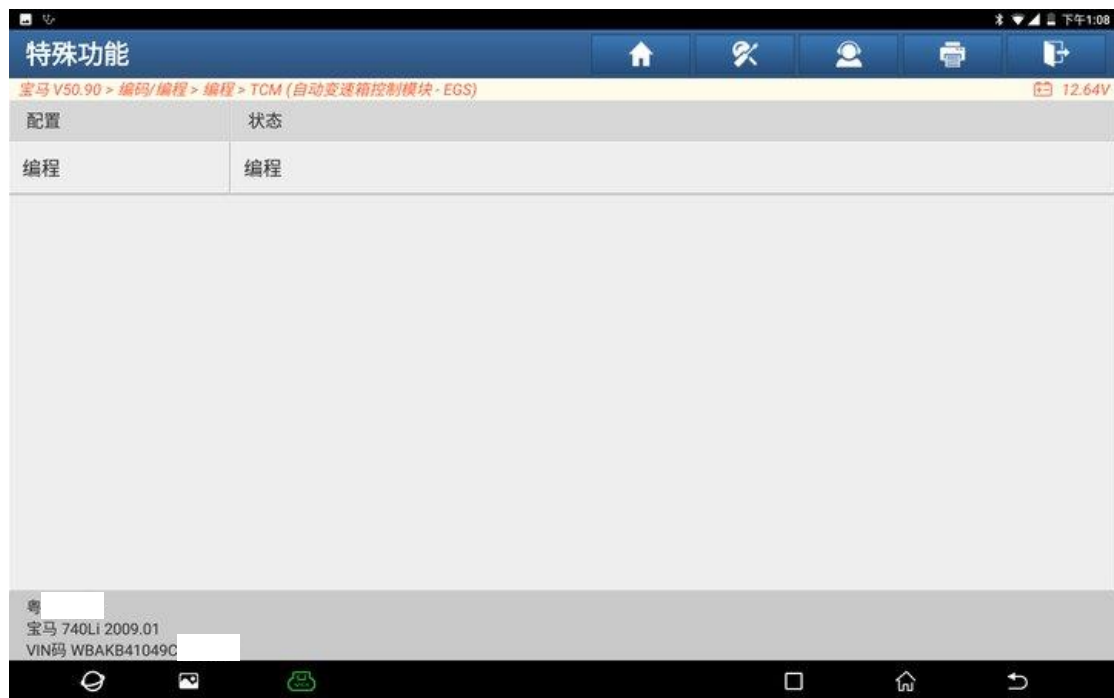 下午1:08
特殊功能
宝马 V50.90 > 编码/编程 > 编程 > TCM (自动变速箱控制模块 - EGS) 12.64V
配置 状态
编程 编程
粤
宝马 740Li 2009.01
VIN码 WBAKB41049C